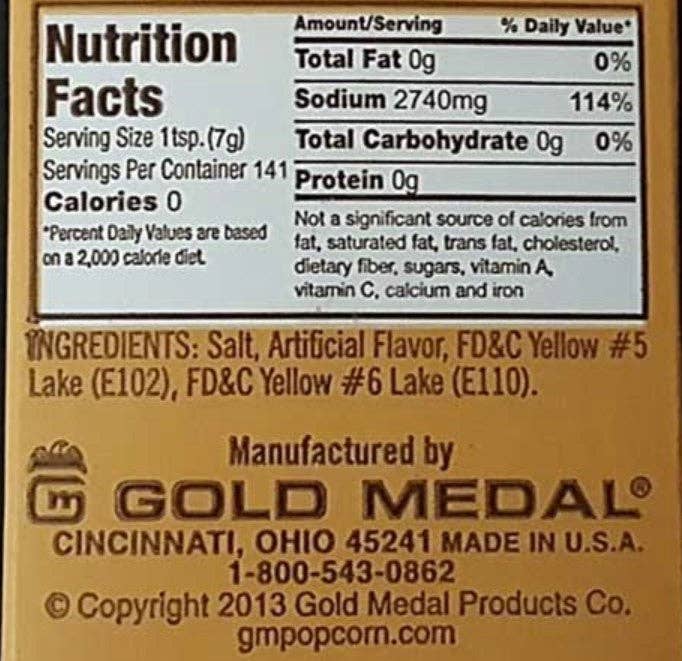 Nutrition
Facts
Serving Size 1tsp.(7g)
Servings Per Container 141
Calories 0
*Percent Daily Values are based
on a 2,000 calorie diet.
Amount/Serving % Daily Value*
Total Fat 0g 0%
Sodium 2740mg 114%
Total Carbohydrate 0g 0%
Protein 0g
Not a significant source of calories from
fat, saturated fat, trans fat, cholesterol,
dietary fiber, sugars, vitamin A,
vitamin C, calcium and iron
INGREDIENTS: Salt, Artificial Flavor, FD&C Yellow #5
Lake (E102), FD&C Yellow #6 Lake (E110).
Manufactured by
GOLD MEDAL®
CINCINNATI, OHIO 45241 MADE IN U.S.A.
1-800-543-0862
© Copyright 2013 Gold Medal Products Co.
gmpopcorn.com